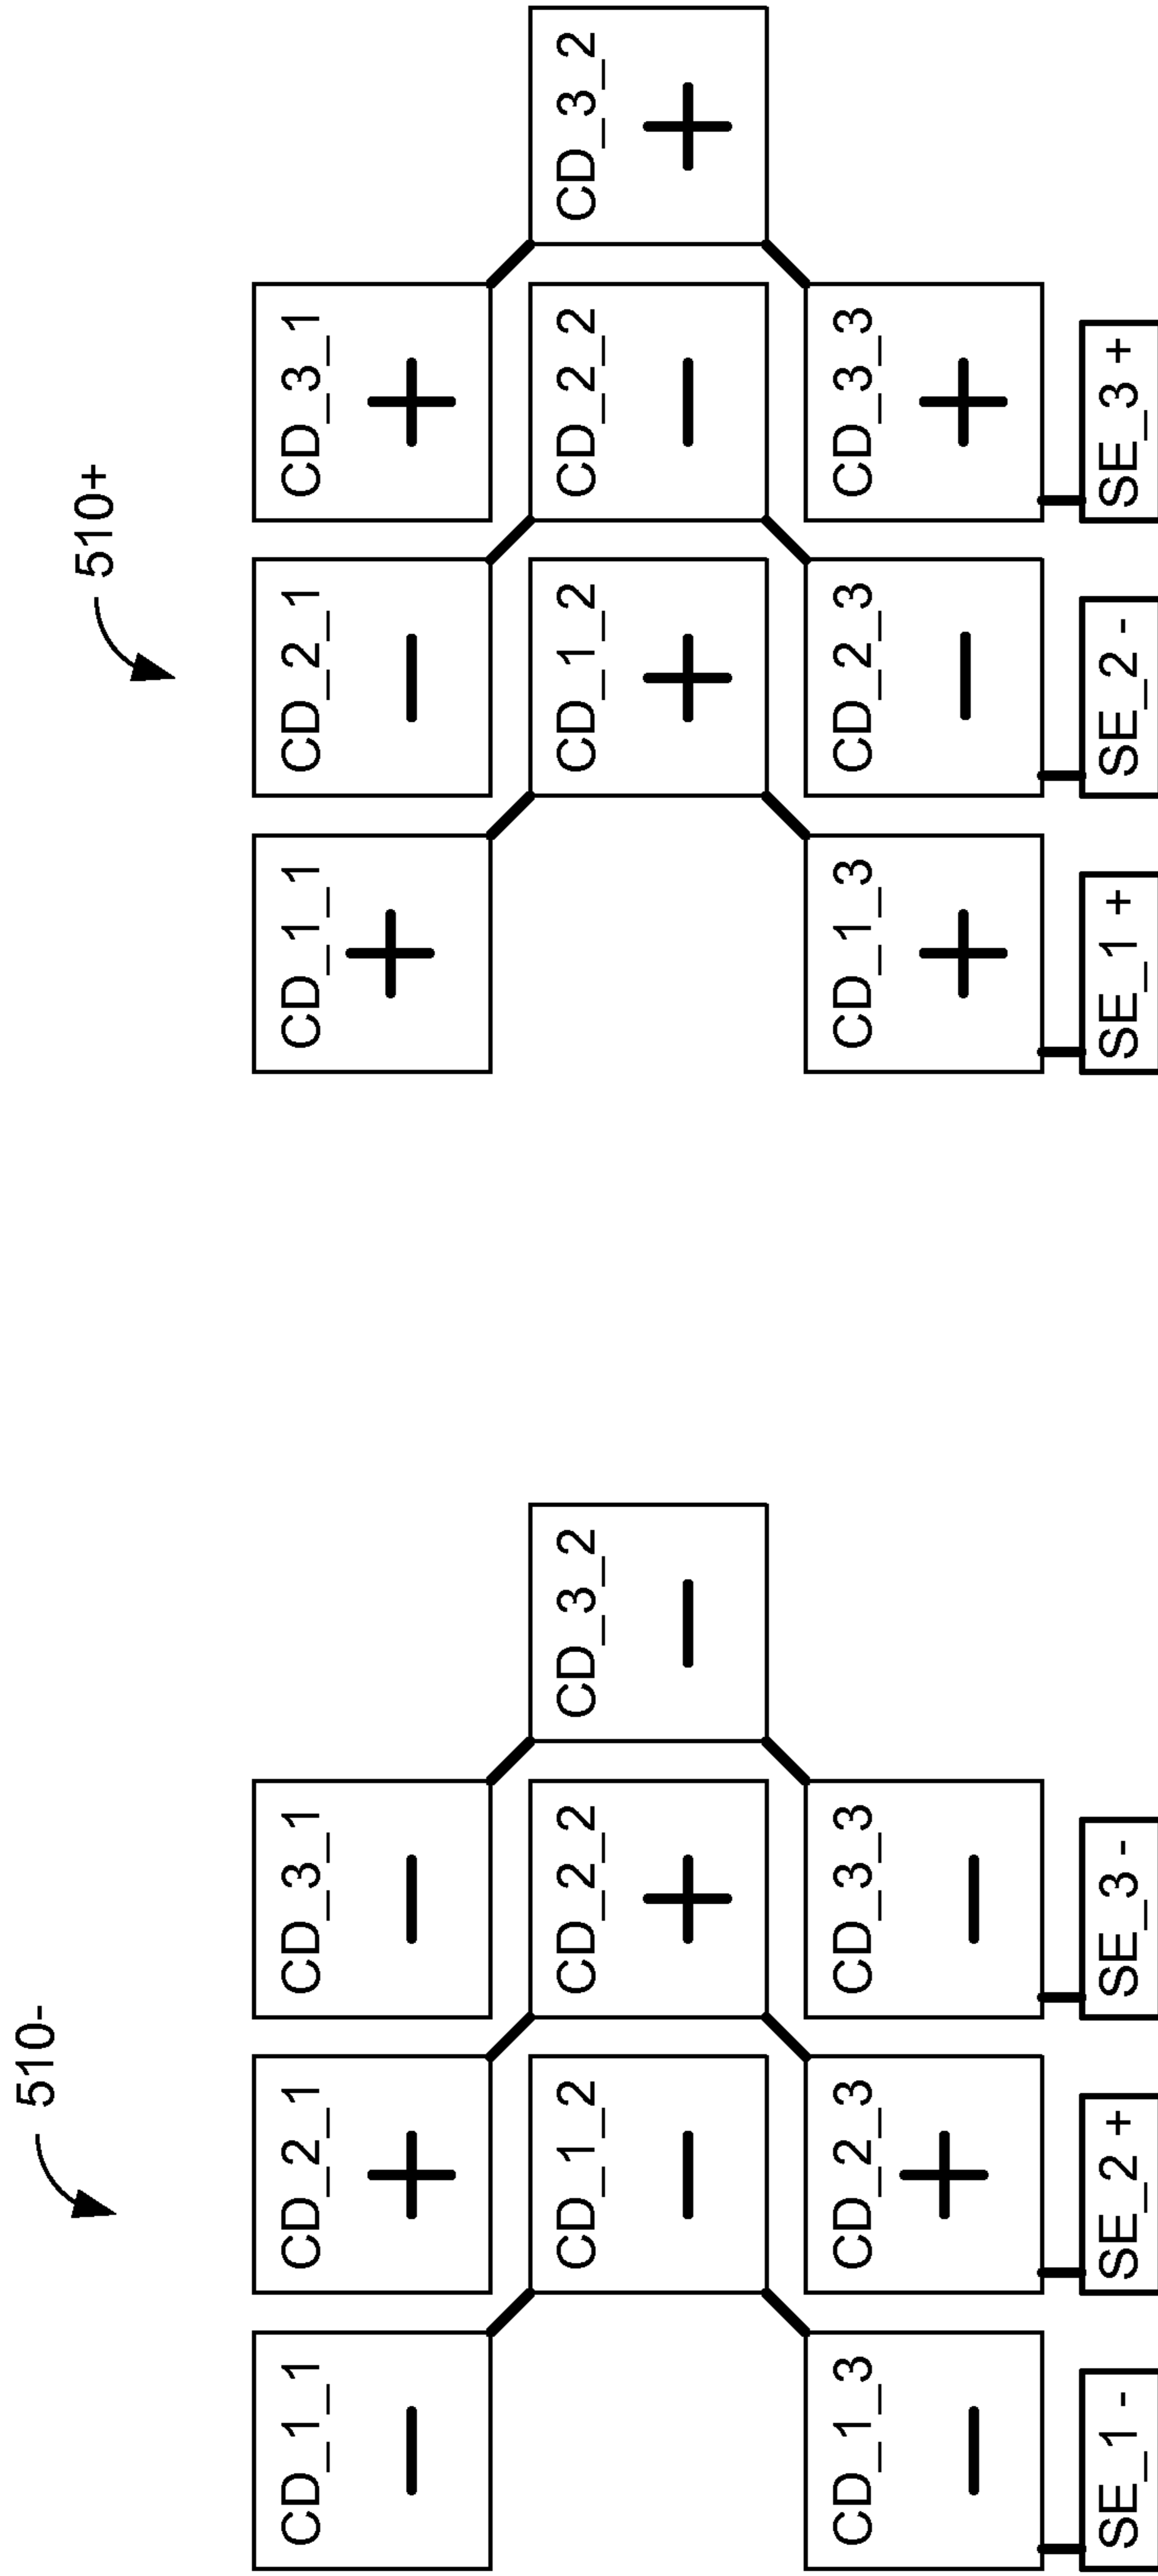 510-
CD_1_1
-
CD_2_1
+
CD_3_1
-
CD_1_2
-
CD_2_2
+
CD_3_2
-
CD_1_3
-
CD_2_3
+
CD_3_3
-
SE_1 -
SE_2 +
SE_3 -
510+
CD_1_1
+
CD_2_1
-
CD_3_1
+
CD_1_2
+
CD_2_2
-
CD_3_2
+
CD_1_3
+
CD_2_3
-
CD_3_3
+
SE_1 +
SE_2 -
SE_3 +